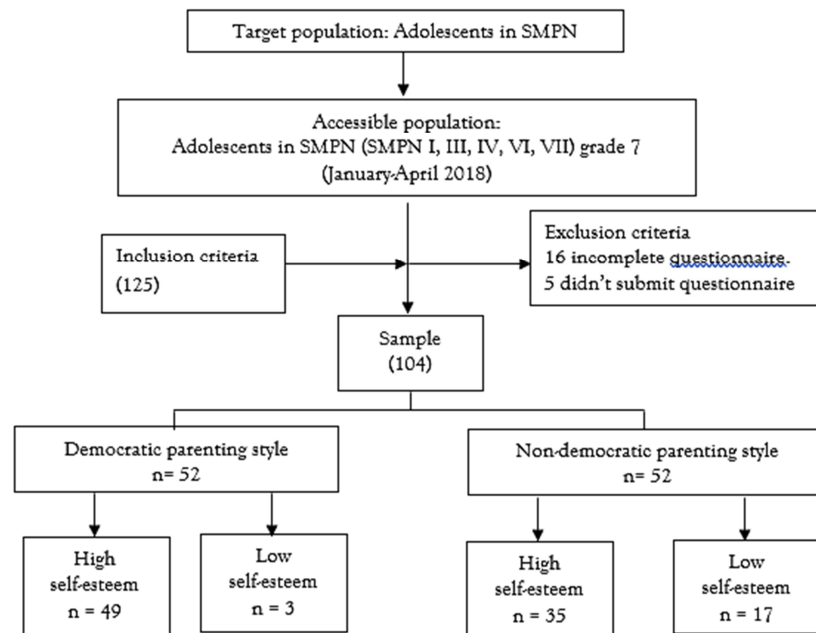 Target population: Adolescents in SMPN
Accessible population:
Adolescents in SMPN (SMPN I, III, IV, VI, VII) grade 7
(January-April 2018)
Inclusion criteria
(125)
Exclusion criteria
16 incomplete questionnaire.
5 didn't submit questionnaire
Sample
(104)
Democratic parenting style
n= 52
Non-democratic parenting style
n= 52
High
self-esteem
n = 49
Low
self-esteem
n = 3
High
self-esteem
n = 35
Low
self-esteem
n = 17